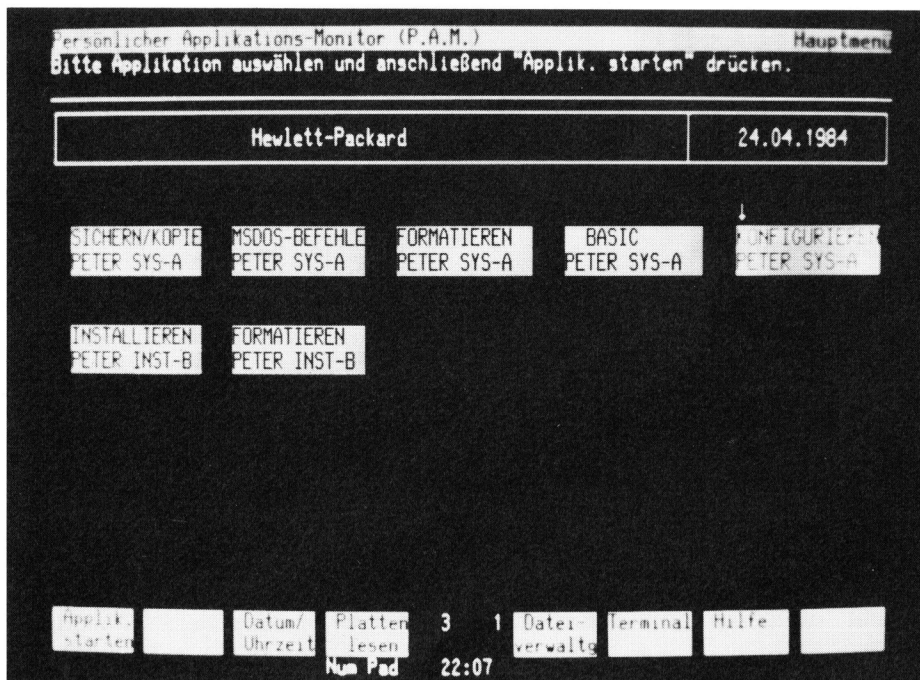 Persönlicher Applikations-Monitor (P.A.M.) Hauptmenü
Bitte Applikation auswählen und anschließend "Applik. starten" drücken.
Hewlett-Packard 24.04.1984
SICHERN/KOPIE MSDOS-BEFEHLE FORMATIEREN BASIC KONFIGURIEREN
PETER SYS-A PETER SYS-A PETER SYS-A PETER SYS-A PETER SYS-A
INSTALLIEREN FORMATIEREN
PETER INST-B PETER INST-B
Applik. Datum/ Platten 3 1 Datei- Terminal Hilfe
starten Uhrzeit lesen verwaltg
Num Pad 22:07